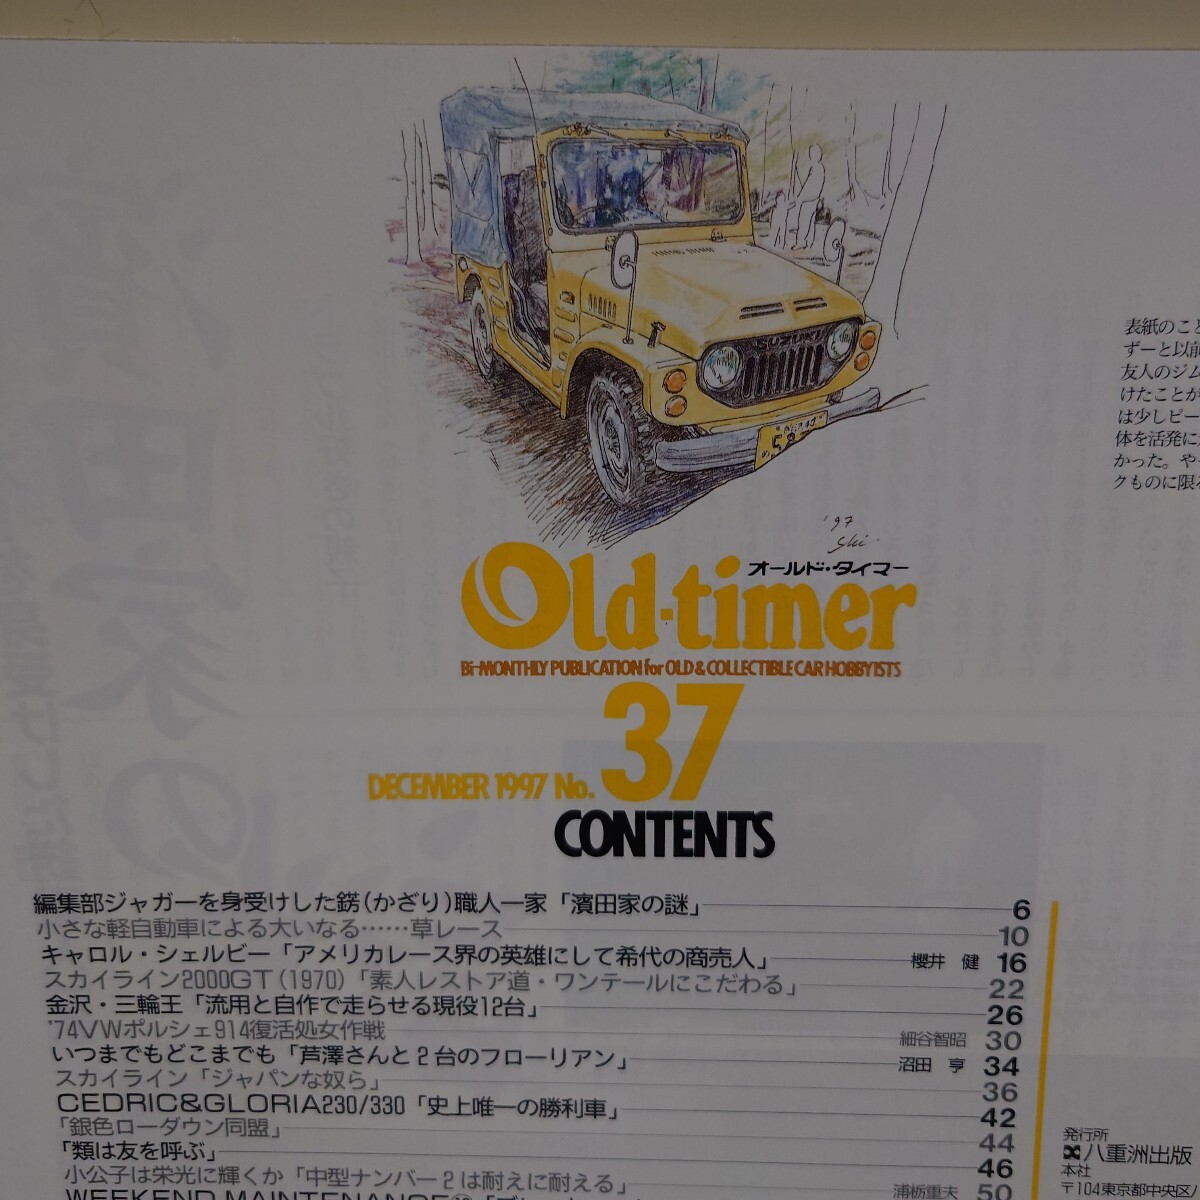 SUZUKI
'97
オールド・タイマー
Old-timer
Bi-MONTHLY PUBLICATION for OLD & COLLECTIBLE CAR HOBBYISTS
DECEMBER 1997 No. 37
CONTENTS
編集部ジャガーを身受けした錺(かざり)職人一家「濱田家の謎」 6
小さな軽自動車による大いなる……草レース 10
キャロル・シェルビー「アメリカレース界の英雄にして希代の商売人」 櫻井 健 16
スカイライン2000GT(1970)「素人レストア道・ワンテールにこだわる」 22
金沢・三輪王「流用と自作で走らせる現役12台」 26
'74VWポルシェ914復活処女作戦 細谷智昭 30
いつまでもどこまでも「芦澤さんと2台のフローリアン」 沼田 亨 34
スカイライン「ジャパンな奴ら」 36
CEDRIC&GLORIA230/330「史上唯一の勝利車」 42
「銀色ローダウン同盟」 44
「類は友を呼ぶ」 46
小公子は栄光に輝くか「中型ナンバー2は耐えに耐える」 浦栃重夫 50
WEEKEND MAINTENANCE
表紙のこと
ずーと以前
友人のジム
けたことが
は少しビー
体を活発に
かった。や
クものに限
発行所
八重洲出版
本社
〒104東京都中央区八